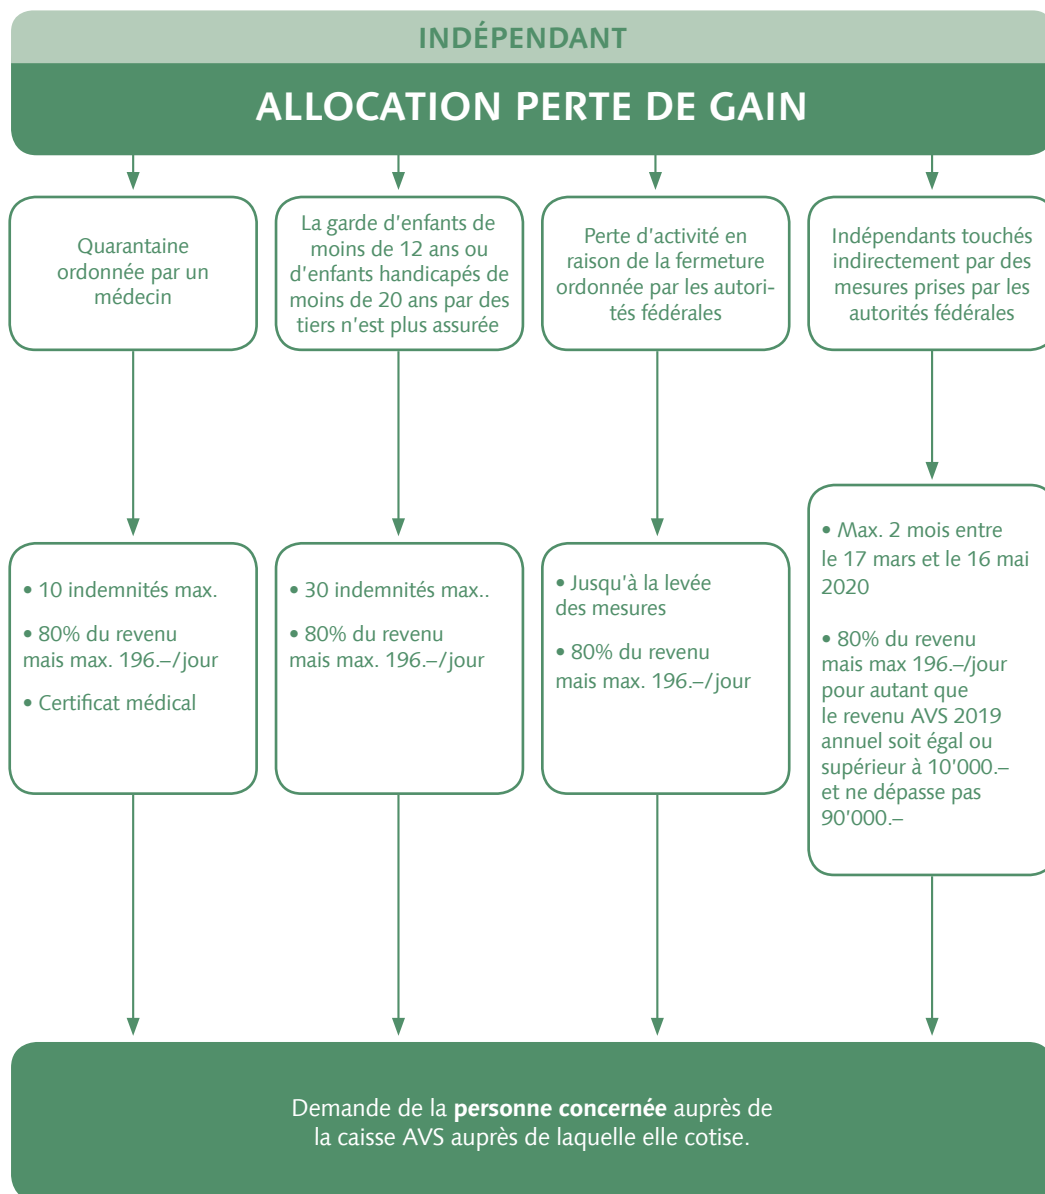 INDÉPENDANT
ALLOCATION PERTE DE GAIN
Quarantaine
ordonnée par un
médecin
La garde d'enfants de
moins de 12 ans ou
d'enfants handicapés de
moins de 20 ans par des
tiers n'est plus assurée
Perte d'activité en
raison de la fermeture
ordonnée par les autori-
tés fédérales
Indépendants touchés
indirectement par des
mesures prises par les
autorités fédérales
• 10 indemnités max.
• 80% du revenu
mais max. 196.–/jour
• Certificat médical
• 30 indemnités max..
• 80% du revenu
mais max. 196.–/jour
• Jusqu'à la levée
des mesures
• 80% du revenu
mais max. 196.–/jour
• Max. 2 mois entre
le 17 mars et le 16 mai
2020
• 80% du revenu
mais max 196.–/jour
pour autant que
le revenu AVS 2019
annuel soit égal ou
supérieur à 10'000.–
et ne dépasse pas
90'000.–
Demande de la personne concernée auprès de
la caisse AVS auprès de laquelle elle cotise.